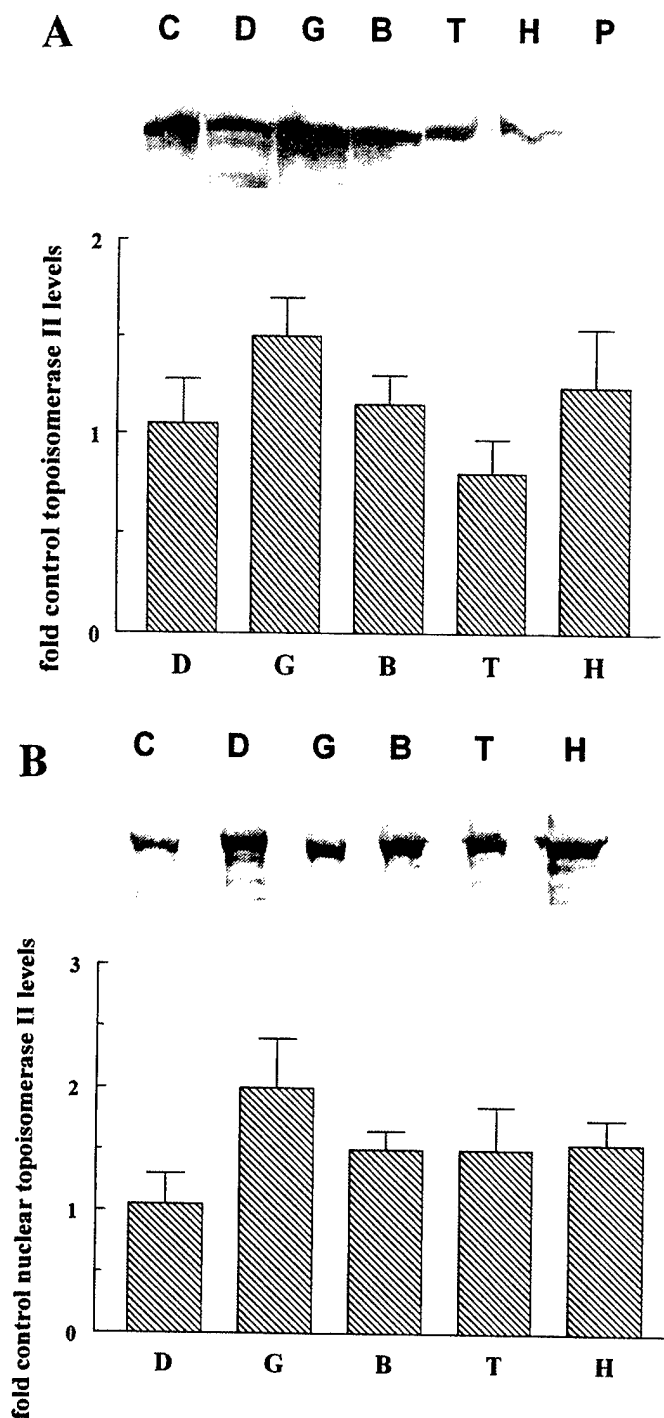 A C D G B T H P
fold control topoisomerase II levels
2
1
0
D G B T H
B C D G B T H
fold control nuclear topoisomerase II levels
3
2
1
0
D G B T H